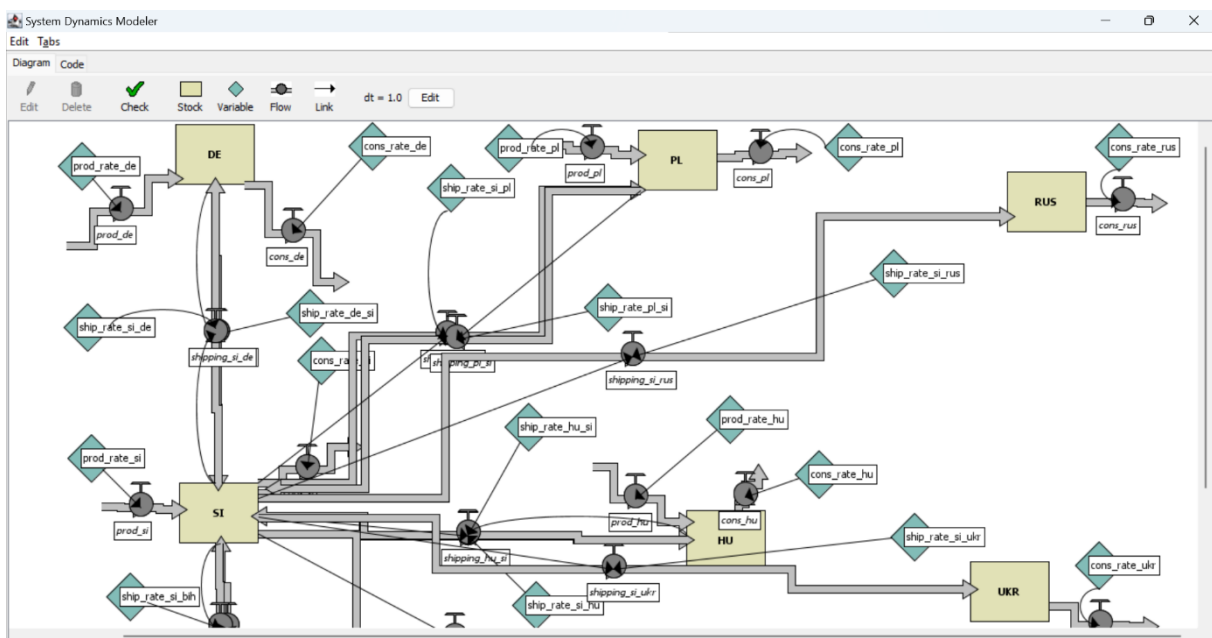 System Dynamics Modeler
Edit Tabs
Diagram Code
Edit Delete Check Stock Variable Flow Link dt = 1.0 Edit
DE
prod_rate_de
cons_rate_de
prod_de
cons_de
prod_rate_pl
prod_pl
PL
cons_pl
cons_rate_pl
ship_rate_si_pl
cons_rate_rus
RUS
cons_rus
ship_rate_si_rus
ship_rate_si_de
ship_rate_de_si
shipping_si_de
ship_rate_pl_si
shipping_pl_si
shipping_si_rus
ship_rate_hu_si
prod_rate_hu
prod_rate_si
cons_rate_hu
prod_si
SI
prod_hu
cons_hu
HU
shipping_hu_si
ship_rate_si_ukr
shipping_si_ukr
cons_rate_ukr
ship_rate_si_bih
ship_rate_si_hu
UKR